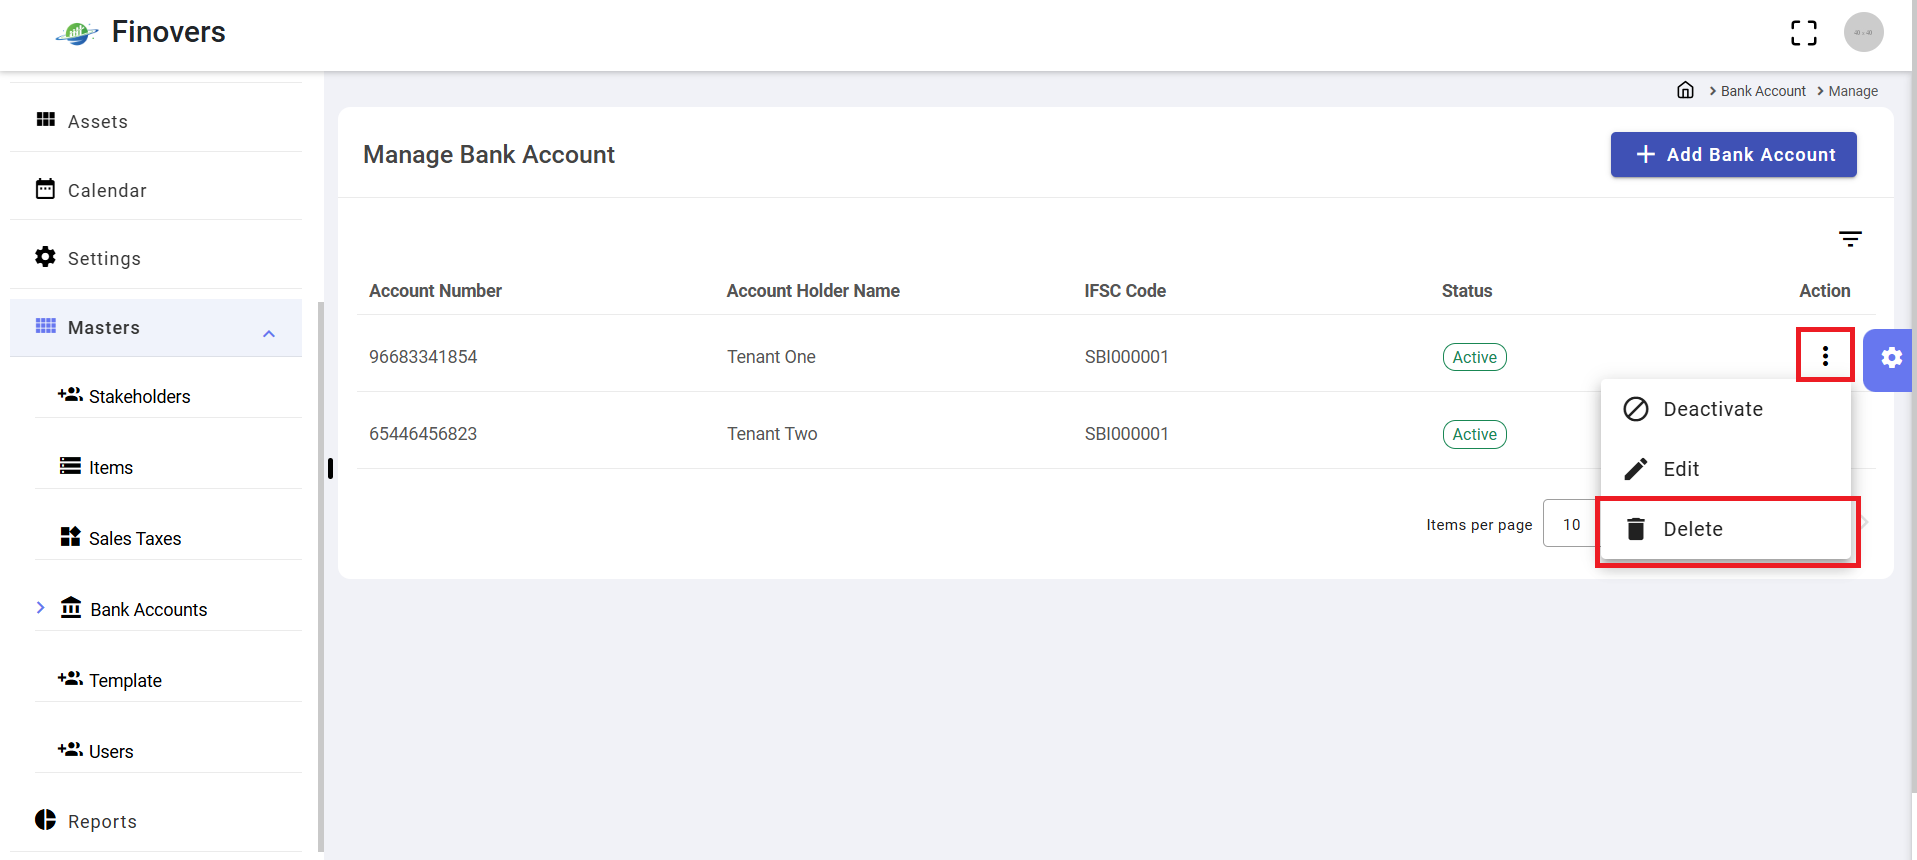 Finovers
Bank Account
Manage
Assets
Calendar
Settings
Masters
Stakeholders
Items
Sales Taxes
Bank Accounts
Template
Users
Reports
Manage Bank Account
Add Bank Account
Account Number Account Holder Name IFSC Code Status Action
96683341854 Tenant One SBI000001 Active
65446456823 Tenant Two SBI000001 Active
Deactivate
Edit
Delete
Items per page 10